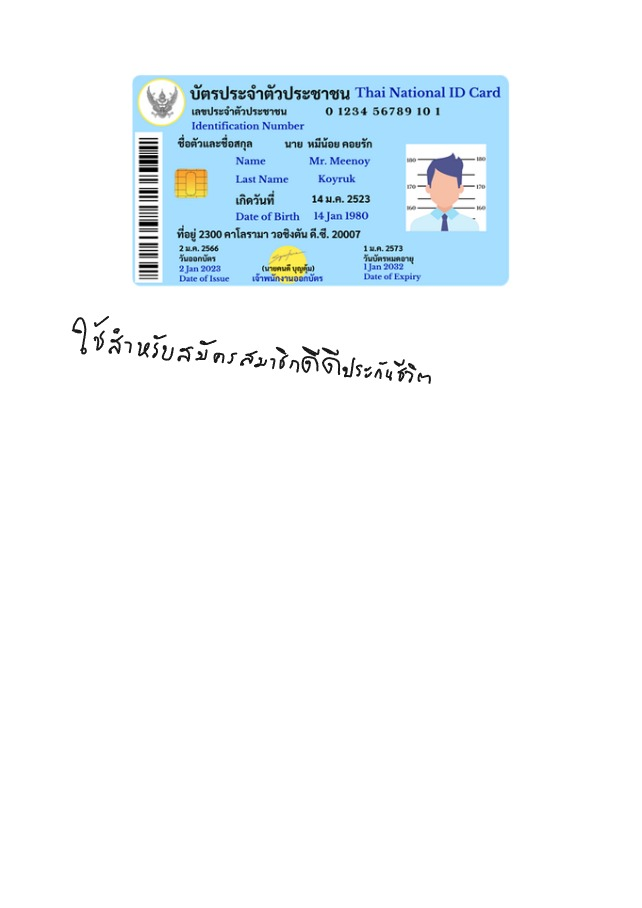 บัตรประจำตัวประชาชน Thai National ID Card
เลขประจำตัวประชาชน 0 1234 56789 10 1
Identification Number
ชื่อตัวและชื่อสกุล นาย หมีน้อย คอยรัก
Name Mr. Meenoy
Last Name Koyruk
เกิดวันที่ 14 ม.ค. 2523
Date of Birth 14 Jan 1980
ที่อยู่ 2300 คาโลรามา วอชิงตัน ดี.ซี. 20007
2 ม.ค. 2566
วันออกบัตร
2 Jan 2023
Date of Issue
(นายคนดี บุญคุ้ม)
เจ้าพนักงานออกบัตร
1 ม.ค. 2573
วันบัตรหมดอายุ
1 Jan 2032
Date of Expiry
180 180
170 170
160 160
ใช้สำหรับสมัครสมาชิกดีดีประกันชีวิต